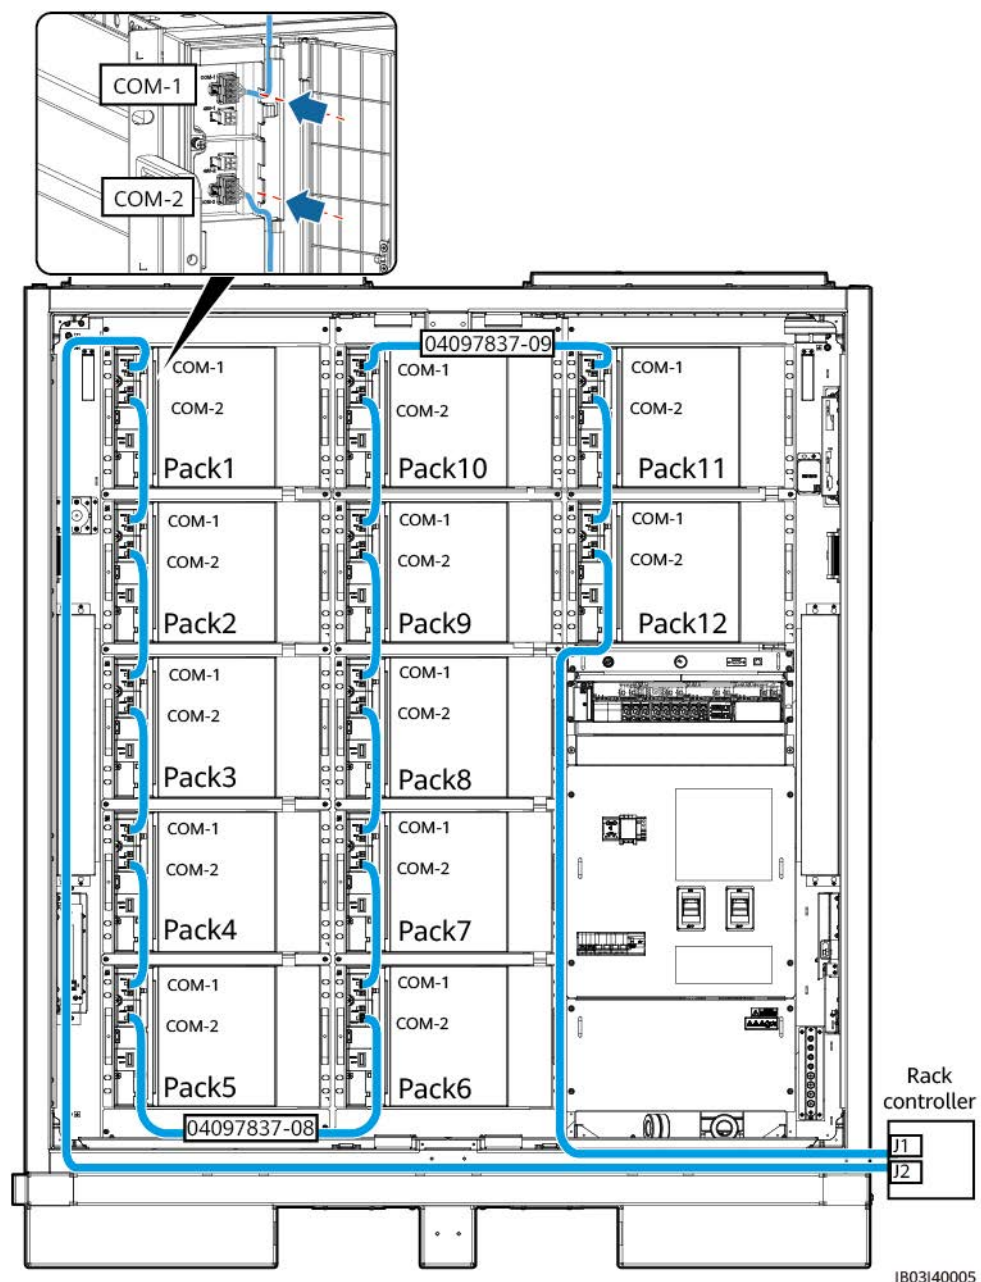 COM-1
COM-2
04097837-09
COM-1
COM-2
Pack1
COM-1
COM-2
Pack10
COM-1
COM-2
Pack11
COM-1
COM-2
Pack2
COM-1
COM-2
Pack9
COM-1
COM-2
Pack12
COM-1
COM-2
Pack3
COM-1
COM-2
Pack8
COM-1
COM-2
Pack4
COM-1
COM-2
Pack7
COM-1
COM-2
Pack5
COM-1
COM-2
Pack6
04097837-08
Rack
controller
J1
J2
IB03J40005